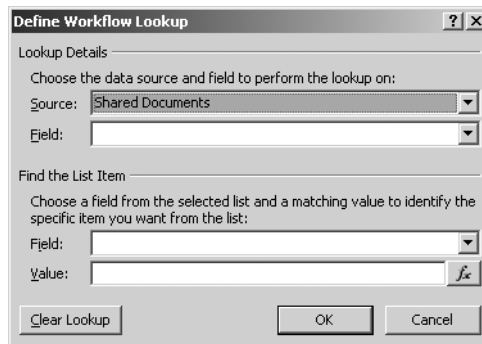 Define Workflow Lookup
Lookup Details
Choose the data source and field to perform the lookup on:
Source: Shared Documents
Field:
Find the List Item
Choose a field from the selected list and a matching value to identify the
specific item you want from the list:
Field:
Value: fx
Clear Lookup OK Cancel